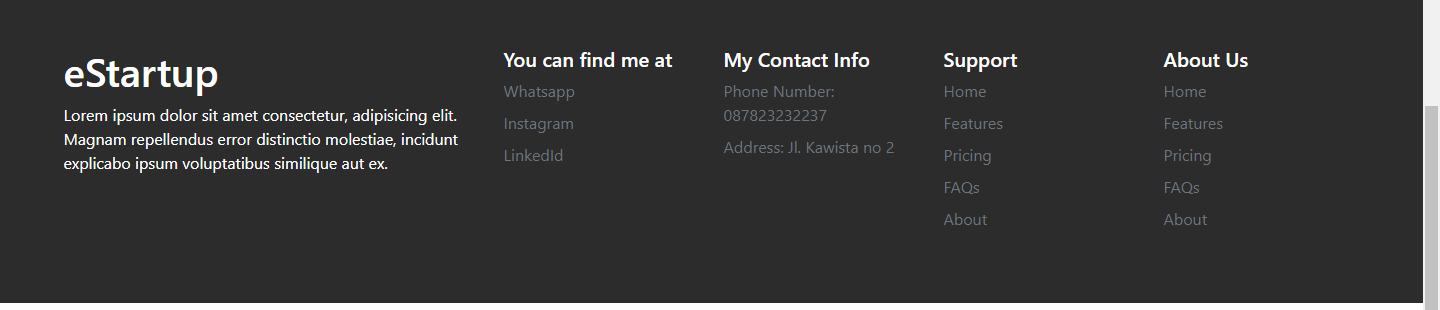 eStartup
Lorem ipsum dolor sit amet consectetur, adipisicing elit.
Magnam repellendus error distinctio molestiae, incidunt
explicabo ipsum voluptatibus similique aut ex.
You can find me at
Whatsapp
Instagram
LinkedId
My Contact Info
Phone Number:
087823232237
Address: Jl. Kawista no 2
Support
Home
Features
Pricing
FAQs
About
About Us
Home
Features
Pricing
FAQs
About